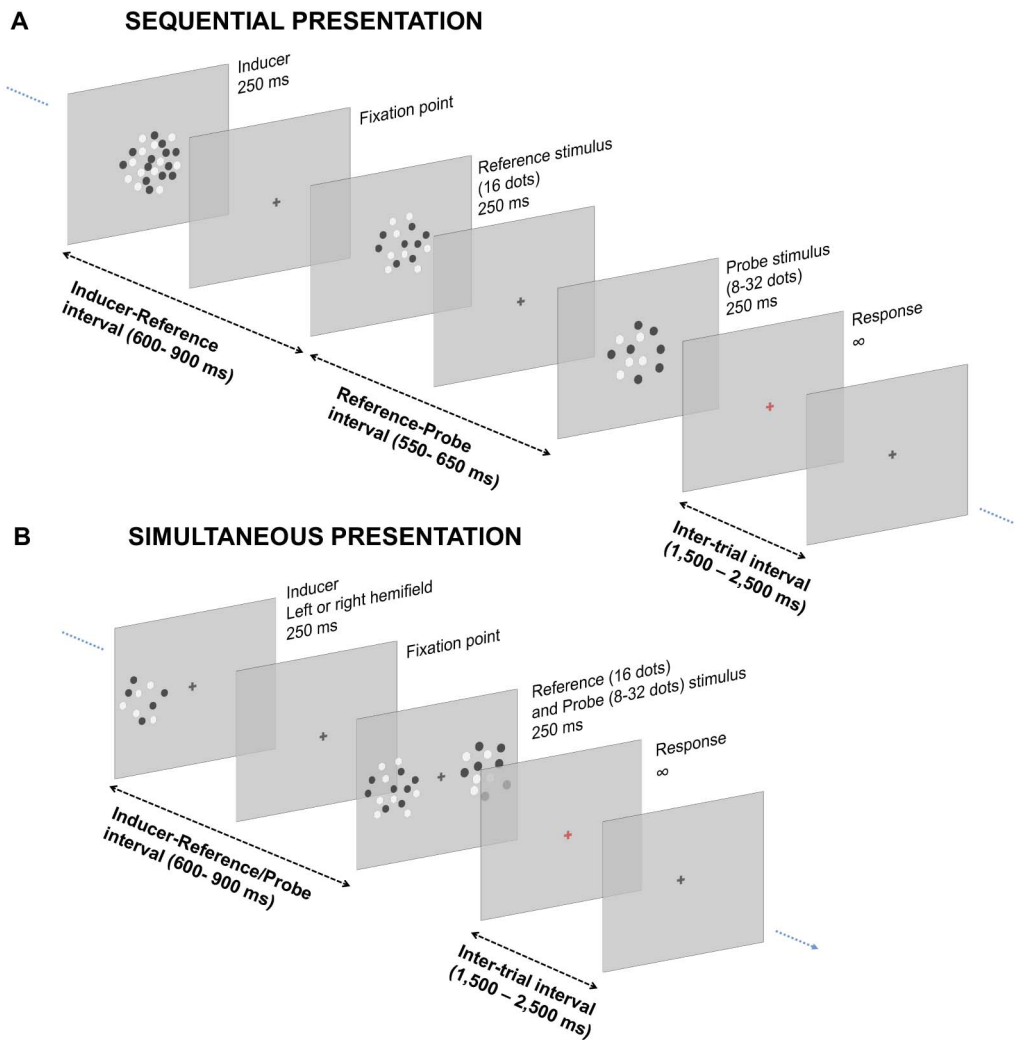 A
SEQUENTIAL PRESENTATION
Inducer
250 ms
Fixation point
Reference stimulus
(16 dots)
250 ms
Probe stimulus
(8-32 dots)
250 ms
Response
∞
Inducer-Reference
interval (600- 900 ms)
Reference-Probe
interval (550- 650 ms)
Inter-trial interval
(1,500 – 2,500 ms)
B
SIMULTANEOUS PRESENTATION
Inducer
Left or right hemifield
250 ms
Fixation point
Reference (16 dots)
and Probe (8-32 dots) stimulus
250 ms
Response
∞
Inducer-Reference/Probe
interval (600- 900 ms)
Inter-trial interval
(1,500 – 2,500 ms)